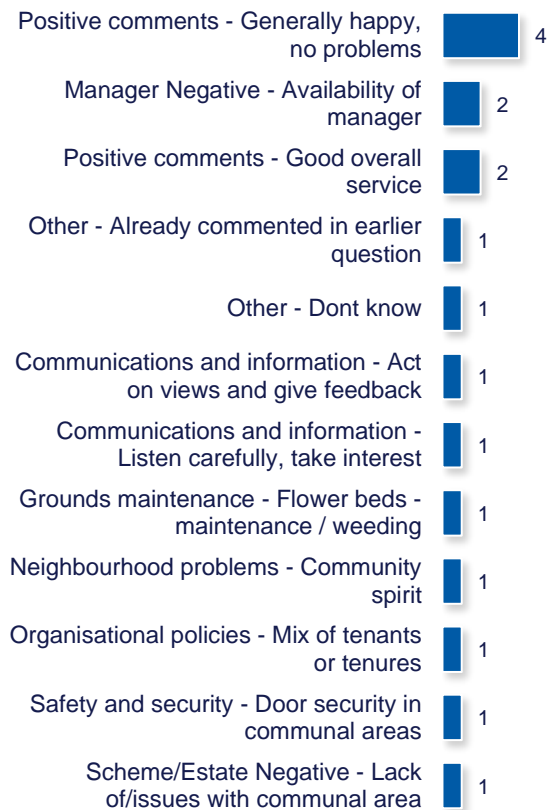 Positive comments - Generally happy,
no problems
4
Manager Negative - Availability of
manager
2
Positive comments - Good overall
service
2
Other - Already commented in earlier
question
1
Other - Dont know
1
Communications and information - Act
on views and give feedback
1
Communications and information -
Listen carefully, take interest
1
Grounds maintenance - Flower beds -
maintenance / weeding
1
Neighbourhood problems - Community
spirit
1
Organisational policies - Mix of tenants
or tenures
1
Safety and security - Door security in
communal areas
1
Scheme/Estate Negative - Lack
of/issues with communal area
1